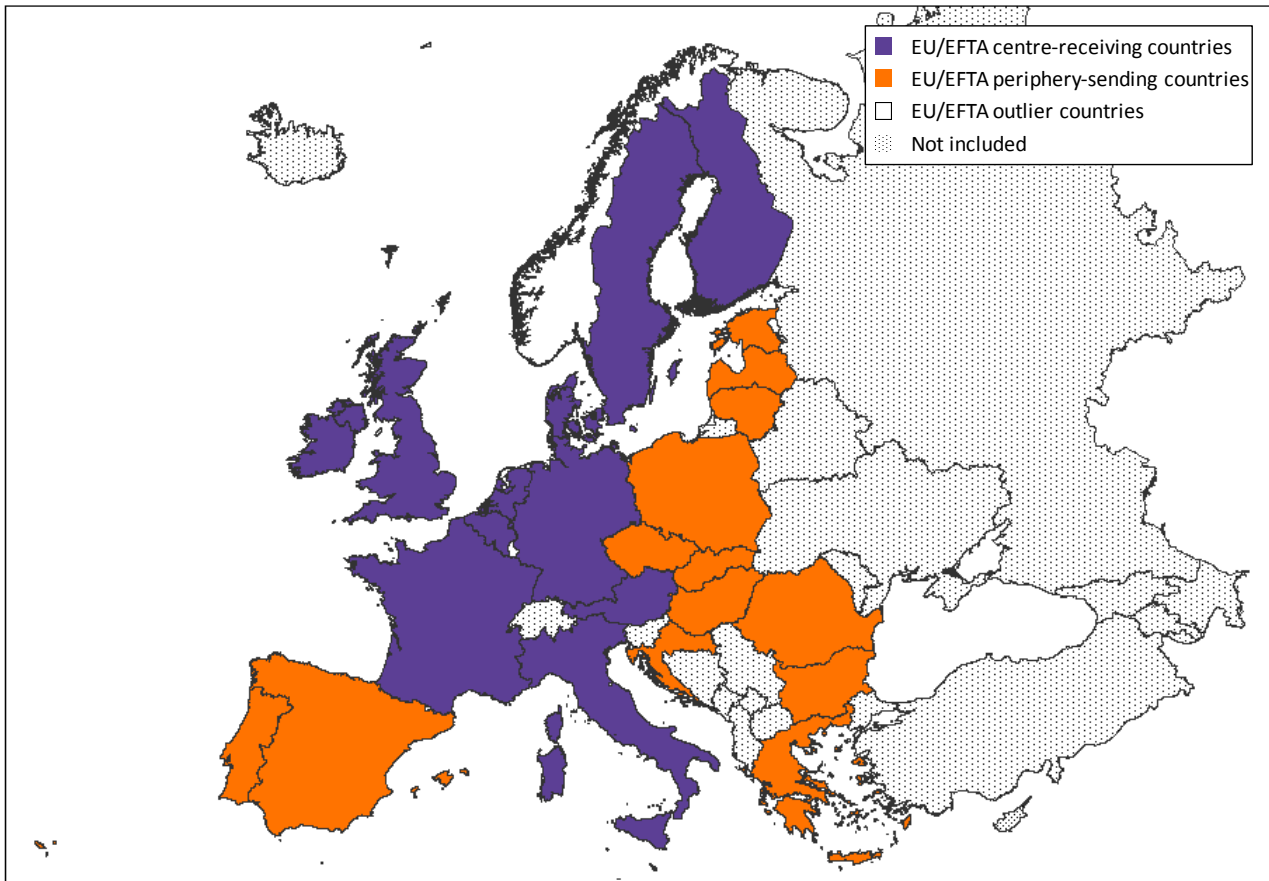 EU/EFTA centre-receiving countries
EU/EFTA periphery-sending countries
EU/EFTA outlier countries
Not included